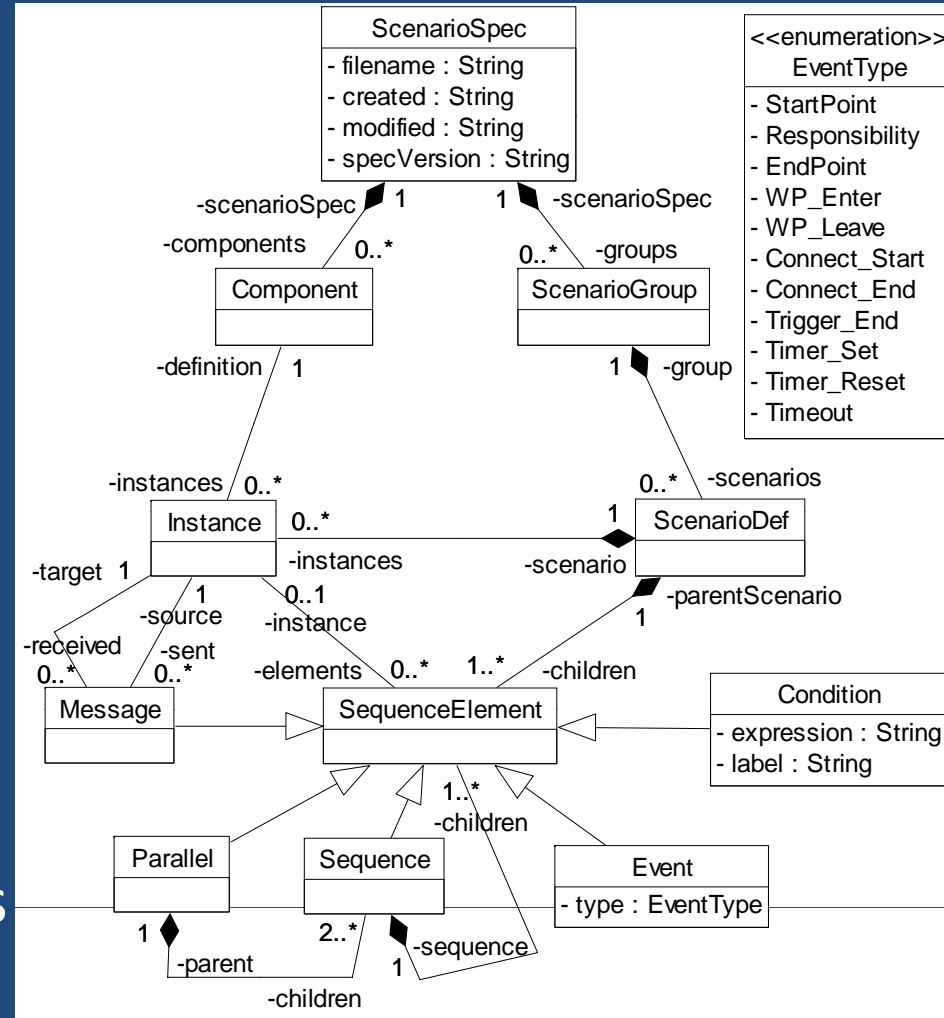 ScenarioSpec
- filename : String
- created : String
- modified : String
- specVersion : String
<<enumeration>>
EventType
- StartPoint
- Responsibility
- EndPoint
- WP_Enter
- WP_Leave
- Connect_Start
- Connect_End
- Trigger_End
- Timer_Set
- Timer_Reset
- Timeout
-scenarioSpec 1
1 -scenarioSpec
-components 0..*
0..* -groups
Component
ScenarioGroup
-definition 1
1 -group
-instances 0..*
0..* -scenarios
Instance
0..*
-instances
1
-scenario
ScenarioDef
-target 1
1
-source
0..1
-instance
-parentScenario
1
-received
0..*
-sent
0..*
-elements 0..*
1..* -children
Message
SequenceElement
Condition
- expression : String
- label : String
1..*
-children
Parallel
Sequence
Event
- type : EventType
s
1
-parent
2..*
-children
-sequence
1